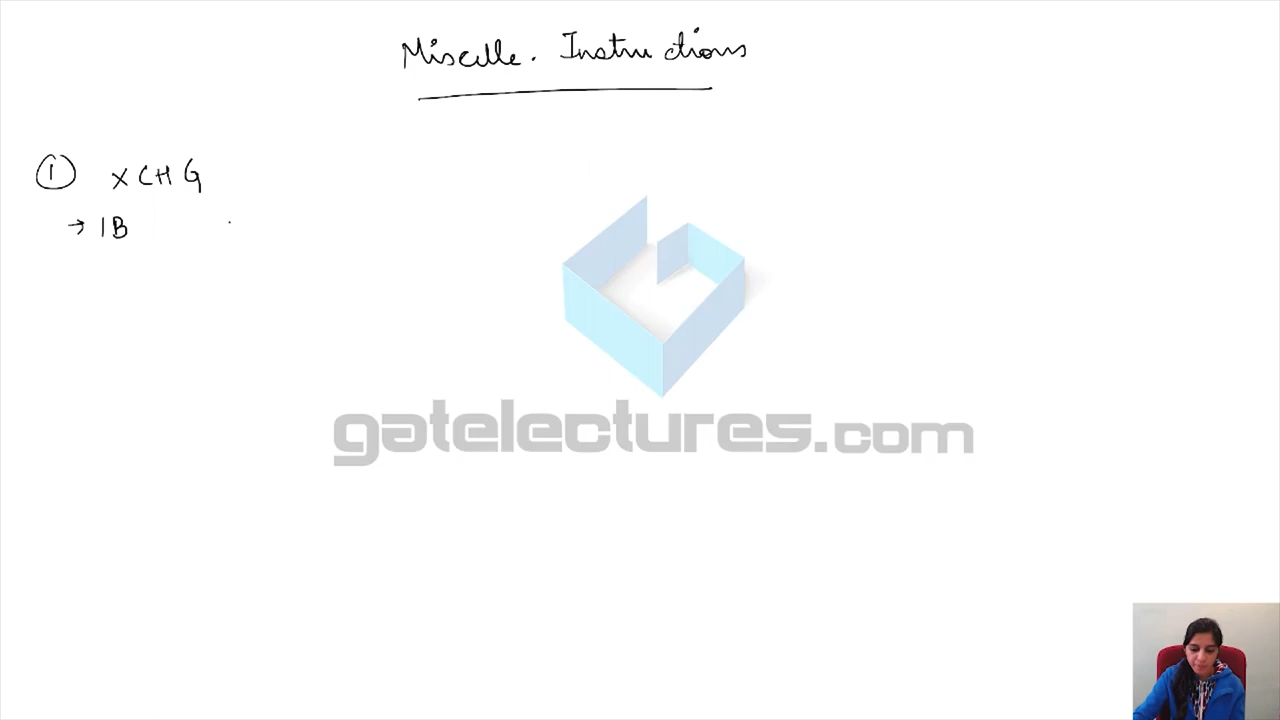 Miscelle. Instructions
① XCHG
→ 1B
gatelectures.com